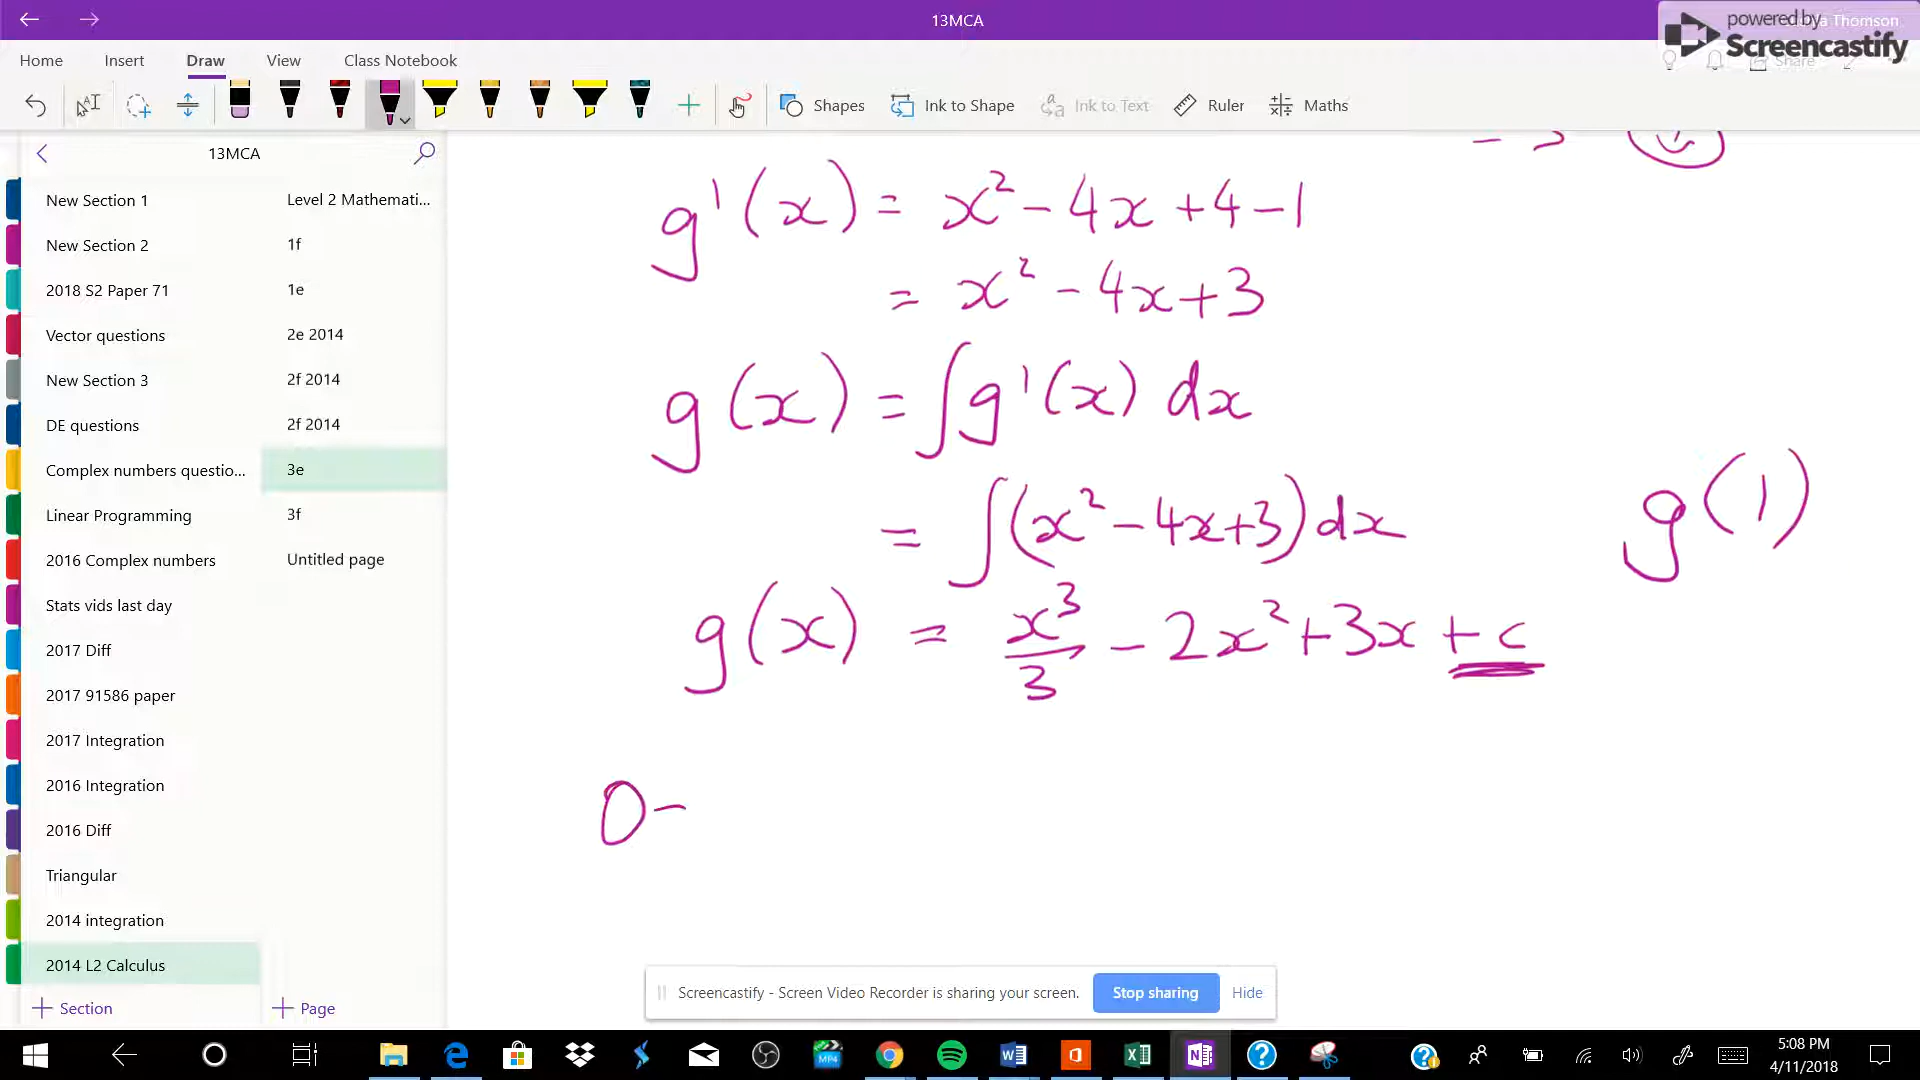 13MCA
powered by
Screencastify
Thomson
Home Insert Draw View Class Notebook
Share
Shapes Ink to Shape Ink to Text Ruler Maths
13MCA
New Section 1
New Section 2
2018 S2 Paper 71
Vector questions
New Section 3
DE questions
Complex numbers questio...
Linear Programming
2016 Complex numbers
Stats vids last day
2017 Diff
2017 91586 paper
2017 Integration
2016 Integration
2016 Diff
Triangular
2014 integration
2014 L2 Calculus
+ Section
Level 2 Mathemati...
1f
1e
2e 2014
2f 2014
2f 2014
3e
3f
Untitled page
+ Page
g'(x) = x² - 4x + 4 - 1
= x² - 4x + 3
g(x) = ∫g'(x) dx
= ∫(x² - 4x + 3) dx
g(1)
g(x) = x³/3 - 2x² + 3x + c
0 -
Screencastify - Screen Video Recorder is sharing your screen. Stop sharing Hide
5:08 PM
4/11/2018